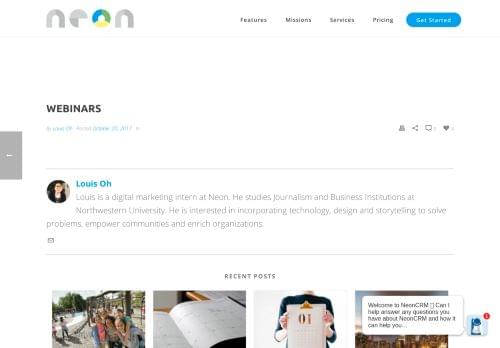 neon
Features Missions Services Pricing Get Started
WEBINARS
By Louis Oh Posted October 20, 2017 In
0 0
←
Louis Oh
Louis is a digital marketing intern at Neon. He studies Journalism and Business Institutions at
Northwestern University. He is interested in incorporating technology, design and storytelling to solve
problems, empower communities and enrich organizations.
RECENT POSTS
01
Welcome to NeonCRM Can I
help answer any questions you
have about NeonCRM and how it
can help you...
1